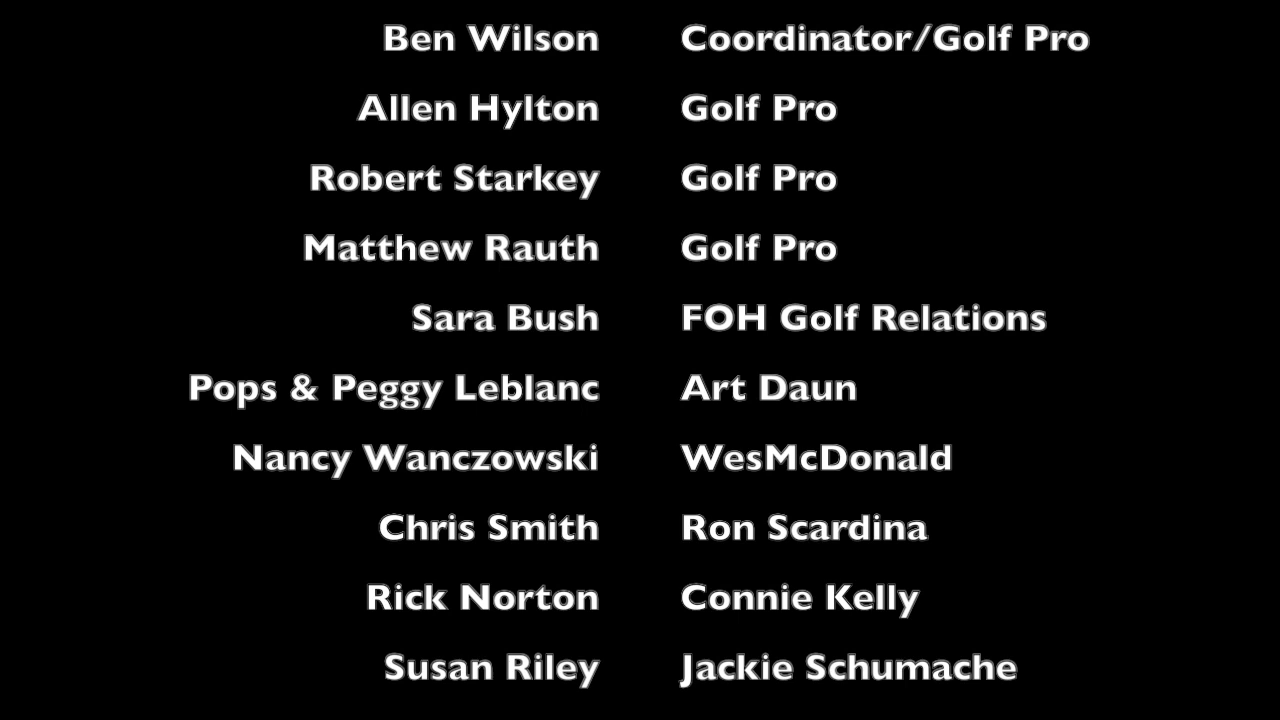 Ben Wilson Coordinator/Golf Pro
Allen Hylton Golf Pro
Robert Starkey Golf Pro
Matthew Rauth Golf Pro
Sara Bush FOH Golf Relations
Pops & Peggy Leblanc Art Daun
Nancy Wanczowski WesMcDonald
Chris Smith Ron Scardina
Rick Norton Connie Kelly
Susan Riley Jackie Schumache